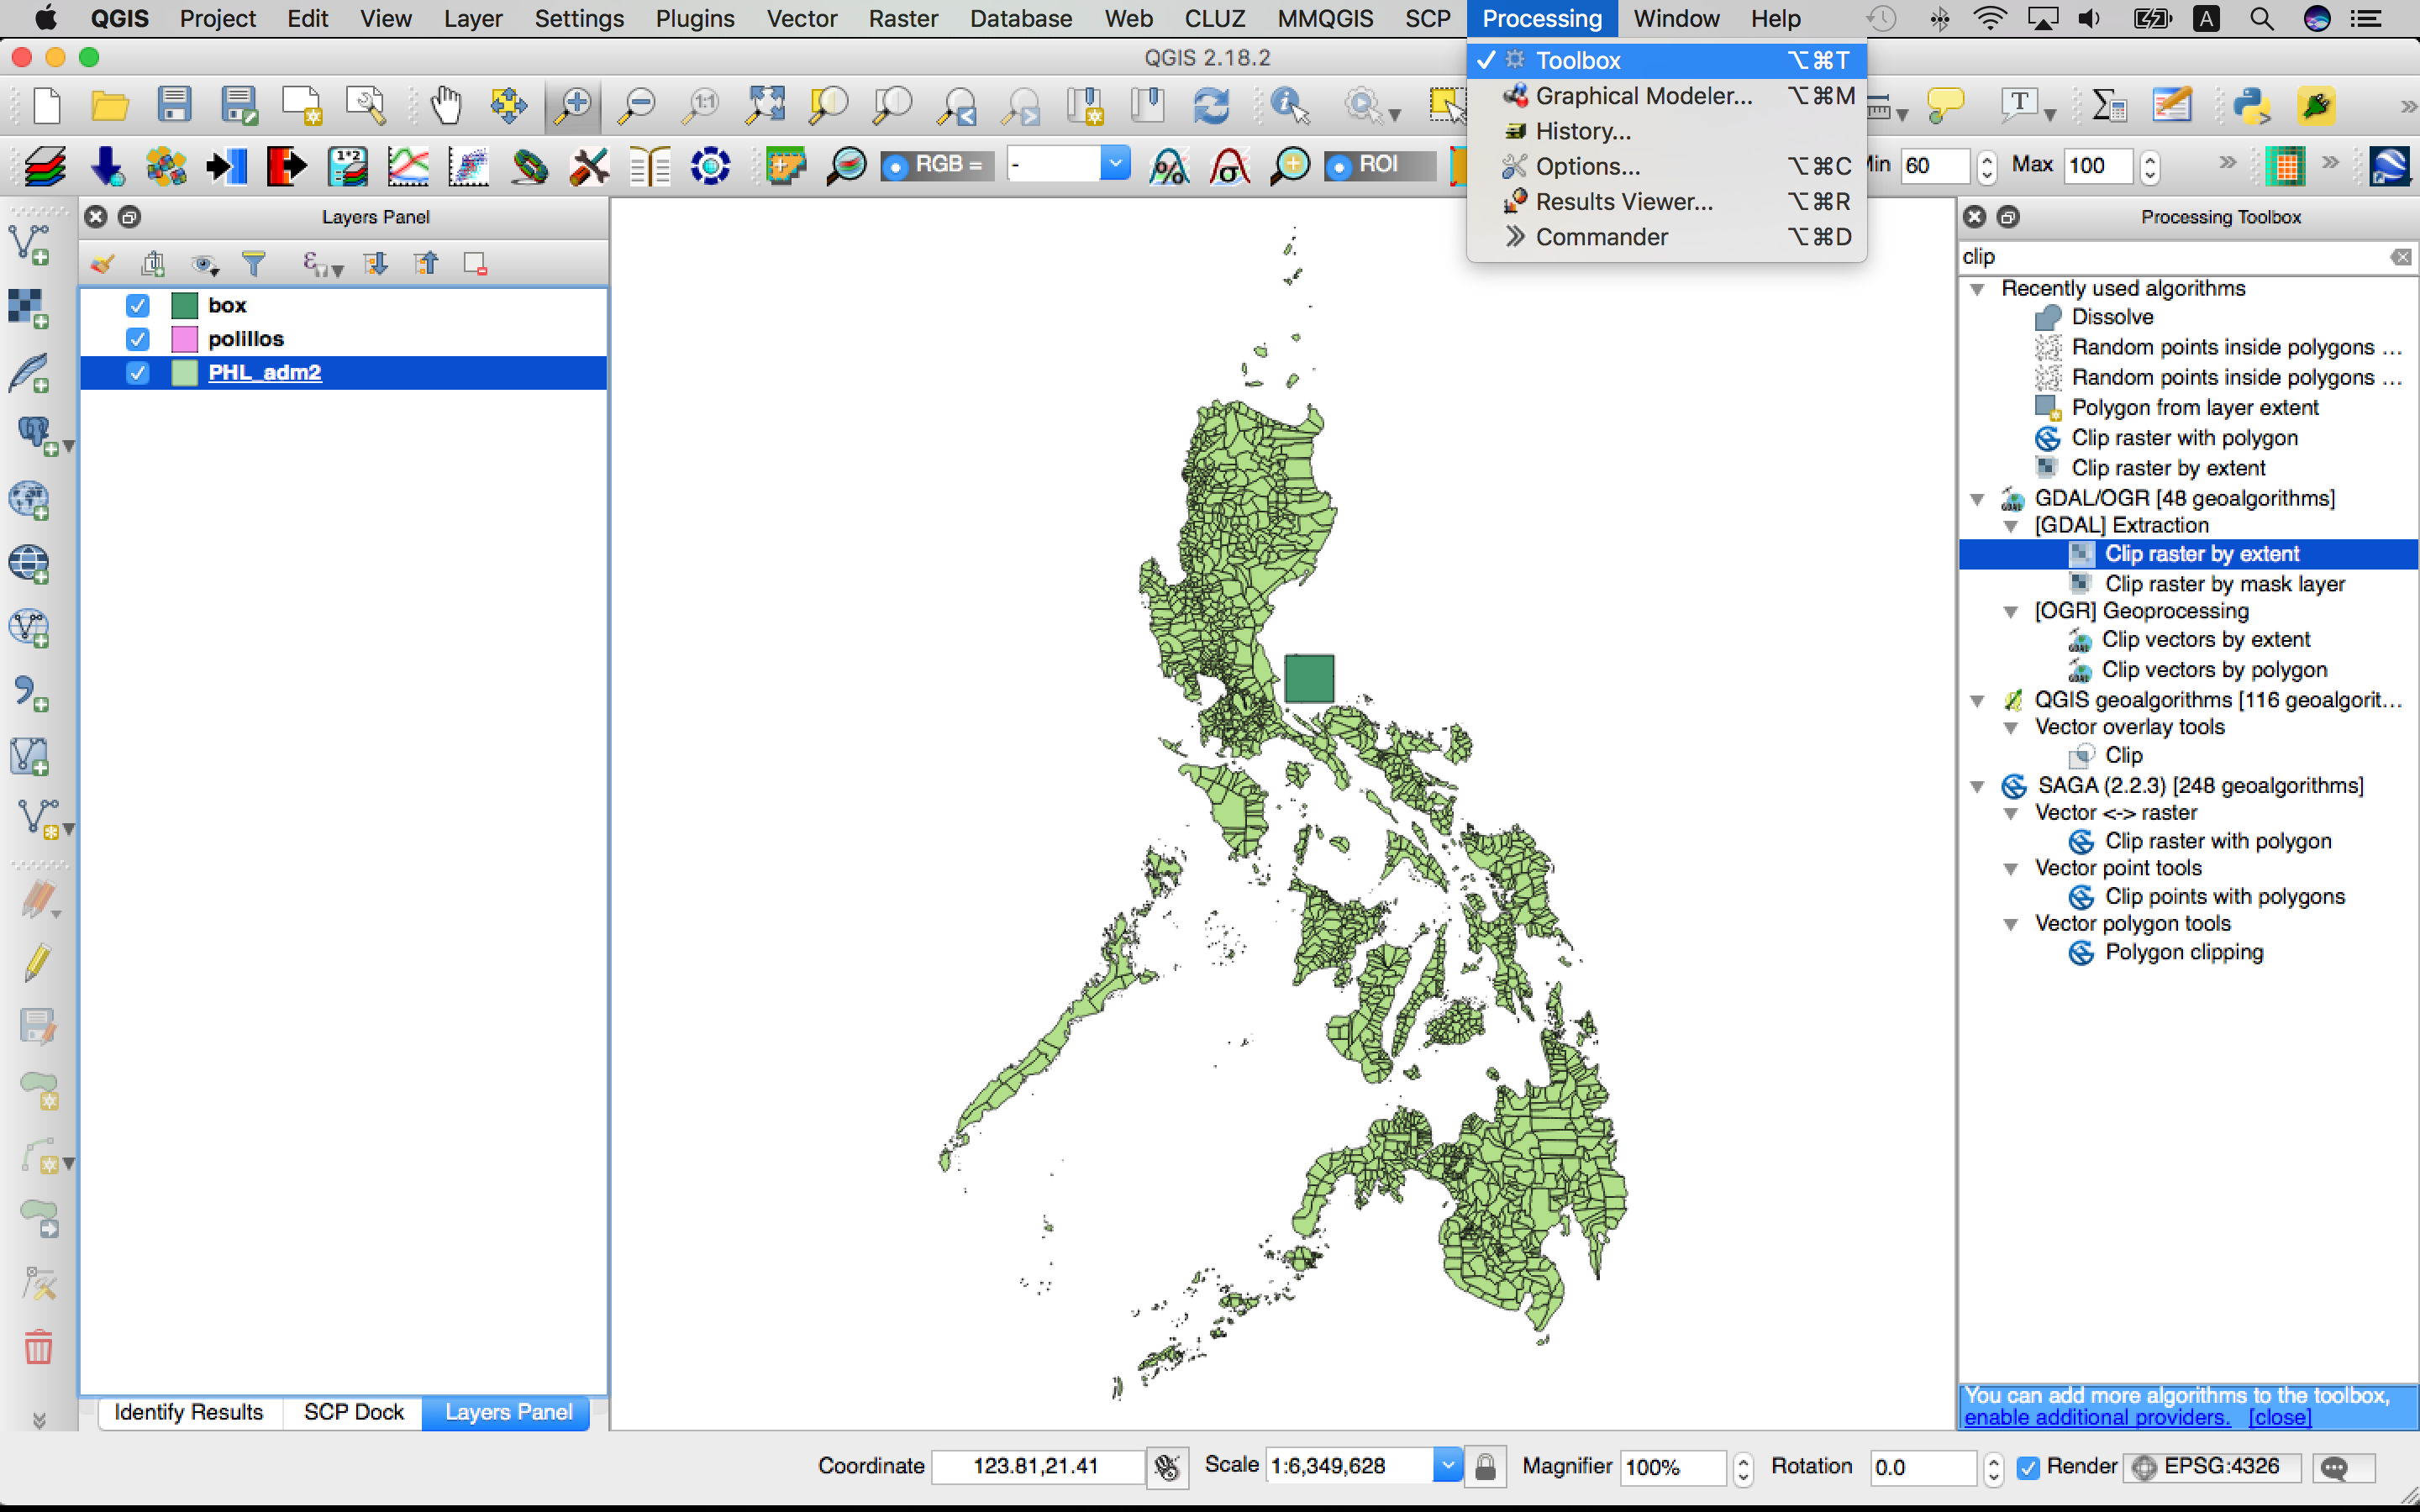 QGIS Project Edit View Layer Settings Plugins Vector Raster Database Web CLUZ MMQGIS SCP Processing Window Help
QGIS 2.18.2
Toolbox ⌥⌘T
Graphical Modeler... ⌥⌘M
History...
Options... ⌥⌘C
Results Viewer... ⌥⌘R
Commander ⌥⌘D
RGB = - ROI Min 60 Max 100
Layers Panel
box
polillos
PHL_adm2
Processing Toolbox
clip
Recently used algorithms
Dissolve
Random points inside polygons ...
Random points inside polygons ...
Polygon from layer extent
Clip raster with polygon
Clip raster by extent
GDAL/OGR [48 geoalgorithms]
[GDAL] Extraction
Clip raster by extent
Clip raster by mask layer
[OGR] Geoprocessing
Clip vectors by extent
Clip vectors by polygon
QGIS geoalgorithms [116 geoalgorit...
Vector overlay tools
Clip
SAGA (2.2.3) [248 geoalgorithms]
Vector <-> raster
Clip raster with polygon
Vector point tools
Clip points with polygons
Vector polygon tools
Polygon clipping
You can add more algorithms to the toolbox,
enable additional providers. [close]
Identify Results SCP Dock Layers Panel
Coordinate 123.81,21.41 Scale 1:6,349,628 Magnifier 100% Rotation 0.0 Render EPSG:4326